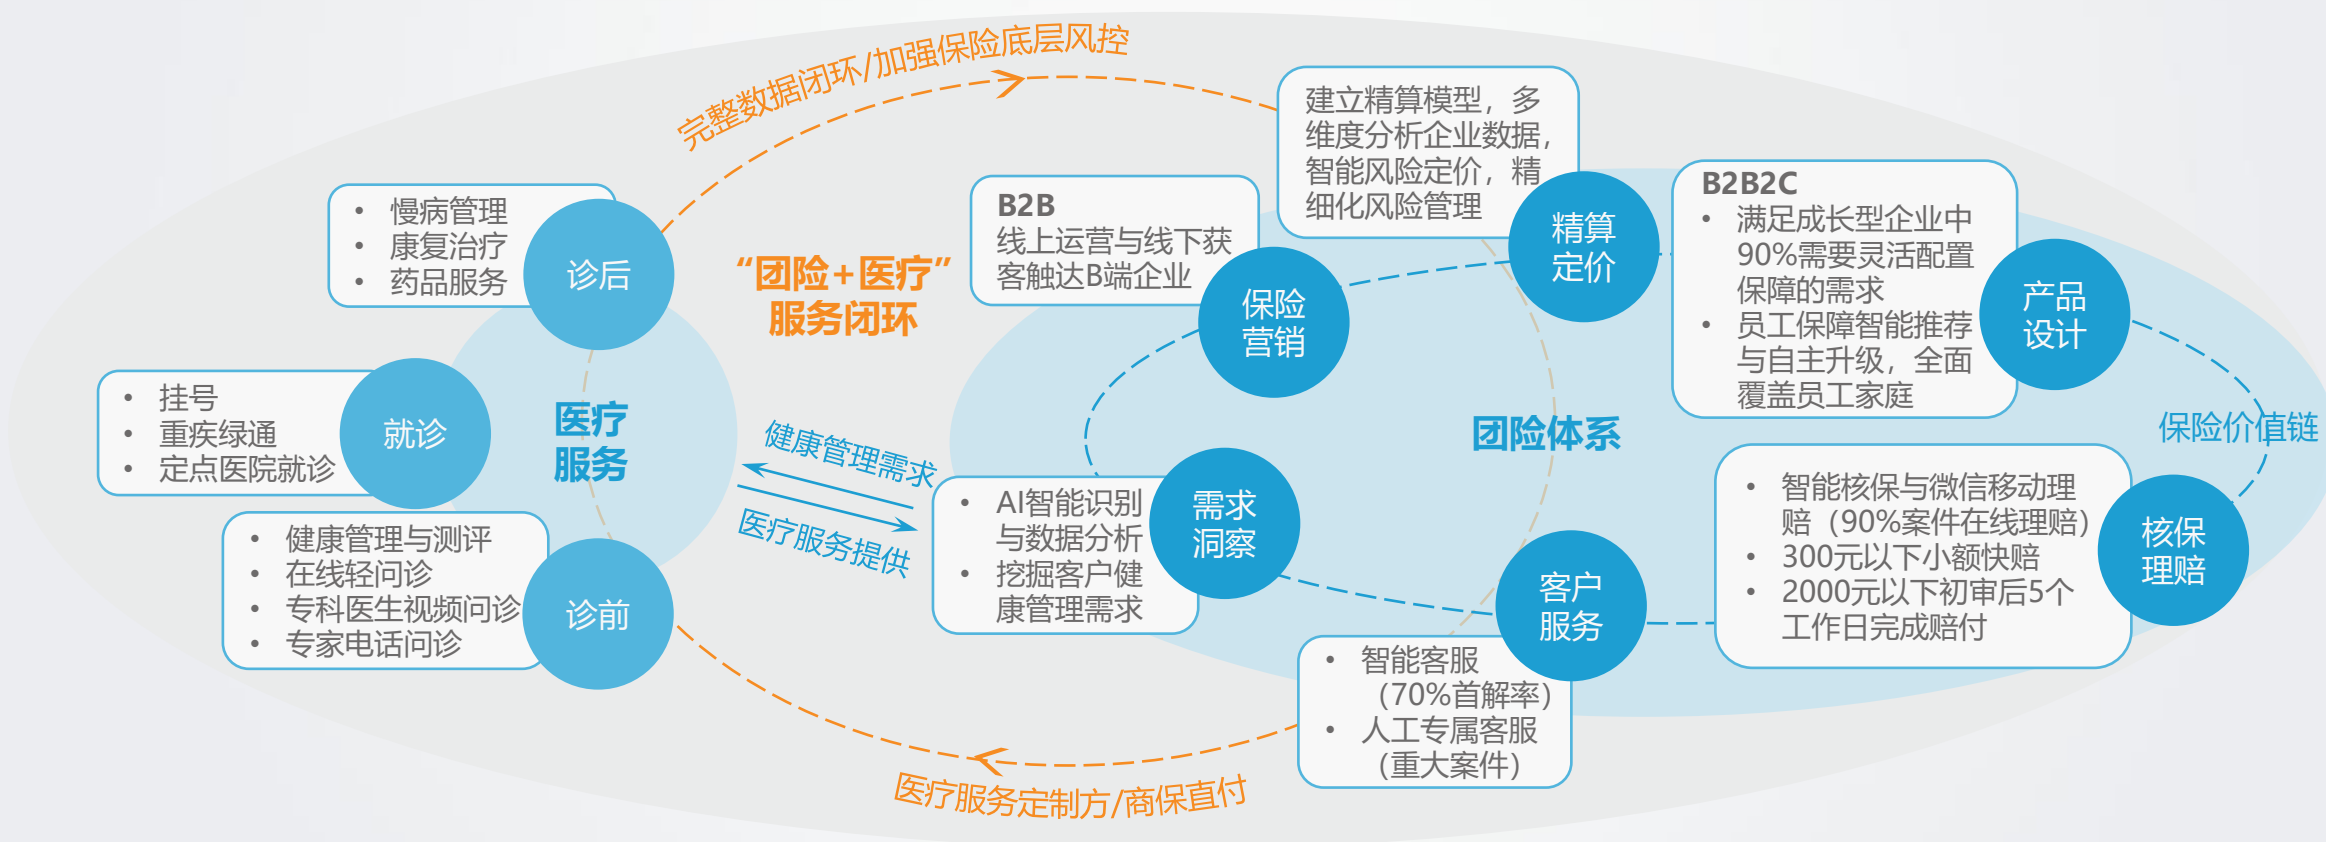 完整数据闭环/加强保险底层风控
• 慢病管理
• 康复治疗
• 药品服务
诊后
• 挂号
• 重疾绿通
• 定点医院就诊
就诊
• 健康管理与测评
• 在线轻问诊
• 专科医生视频问诊
• 专家电话问诊
诊前
医疗
服务
“团险+医疗”
服务闭环
健康管理需求
医疗服务提供
B2B
线上运营与线下获
客触达B端企业
保险
营销
建立精算模型，多
维度分析企业数据，
智能风险定价，精
细化风险管理
精算
定价
B2B2C
• 满足成长型企业中
90%需要灵活配置
保障的需求
• 员工保障智能推荐
与自主升级，全面
覆盖员工家庭
产品
设计
团险体系
保险价值链
• AI智能识别
与数据分析
• 挖掘客户健
康管理需求
需求
洞察
• 智能核保与微信移动理
赔（90%案件在线理赔）
• 300元以下小额快赔
• 2000元以下初审后5个
工作日完成赔付
核保
理赔
客户
服务
• 智能客服
（70%首解率）
• 人工专属客服
（重大案件）
医疗服务定制方/商保直付